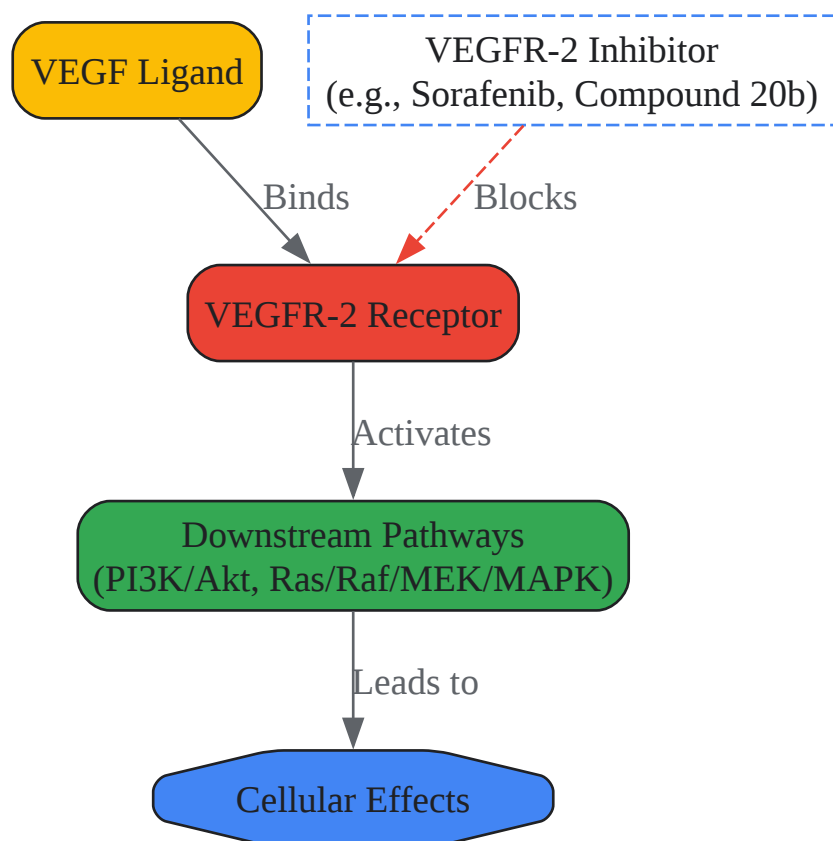 VEGF Ligand
VEGFR-2 Inhibitor
(e.g., Sorafenib, Compound 20b)
Binds
Blocks
VEGFR-2 Receptor
Activates
Downstream Pathways
(PI3K/Akt, Ras/Raf/MEK/MAPK)
Leads to
Cellular Effects